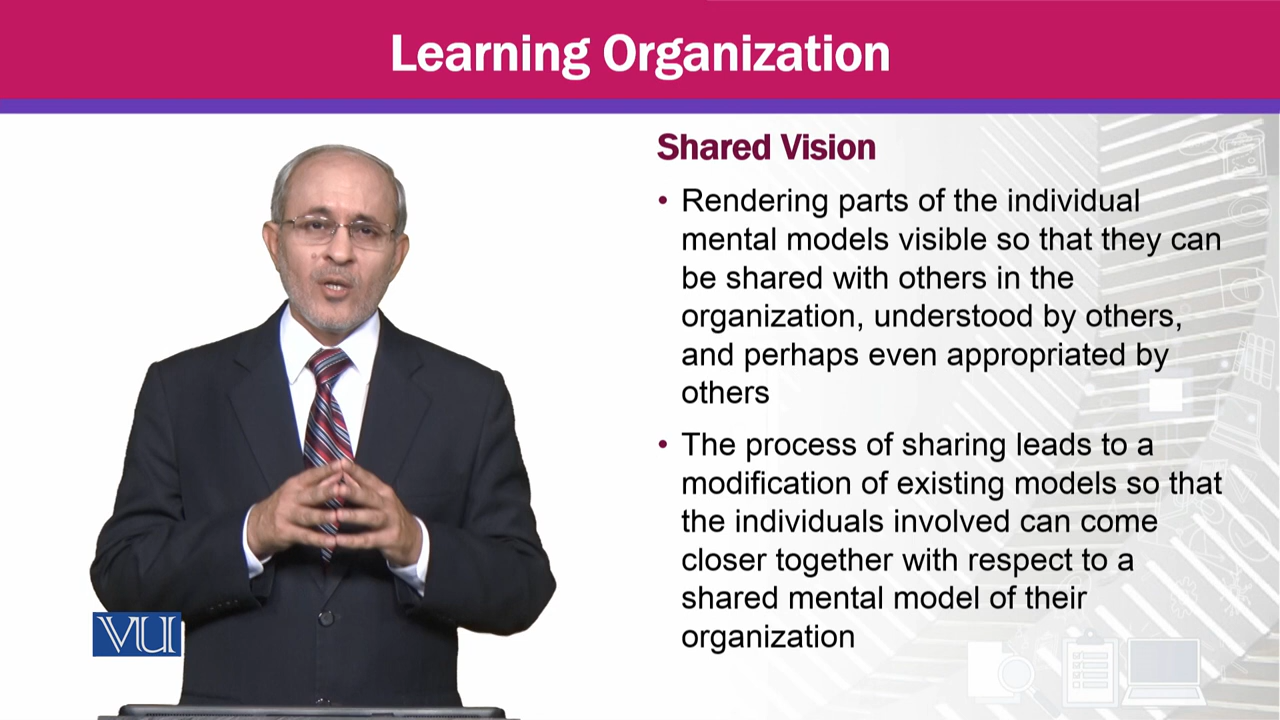 Learning Organization
Shared Vision
• Rendering parts of the individual
mental models visible so that they can
be shared with others in the
organization, understood by others,
and perhaps even appropriated by
others
• The process of sharing leads to a
modification of existing models so that
the individuals involved can come
closer together with respect to a
shared mental model of their
organization
VU